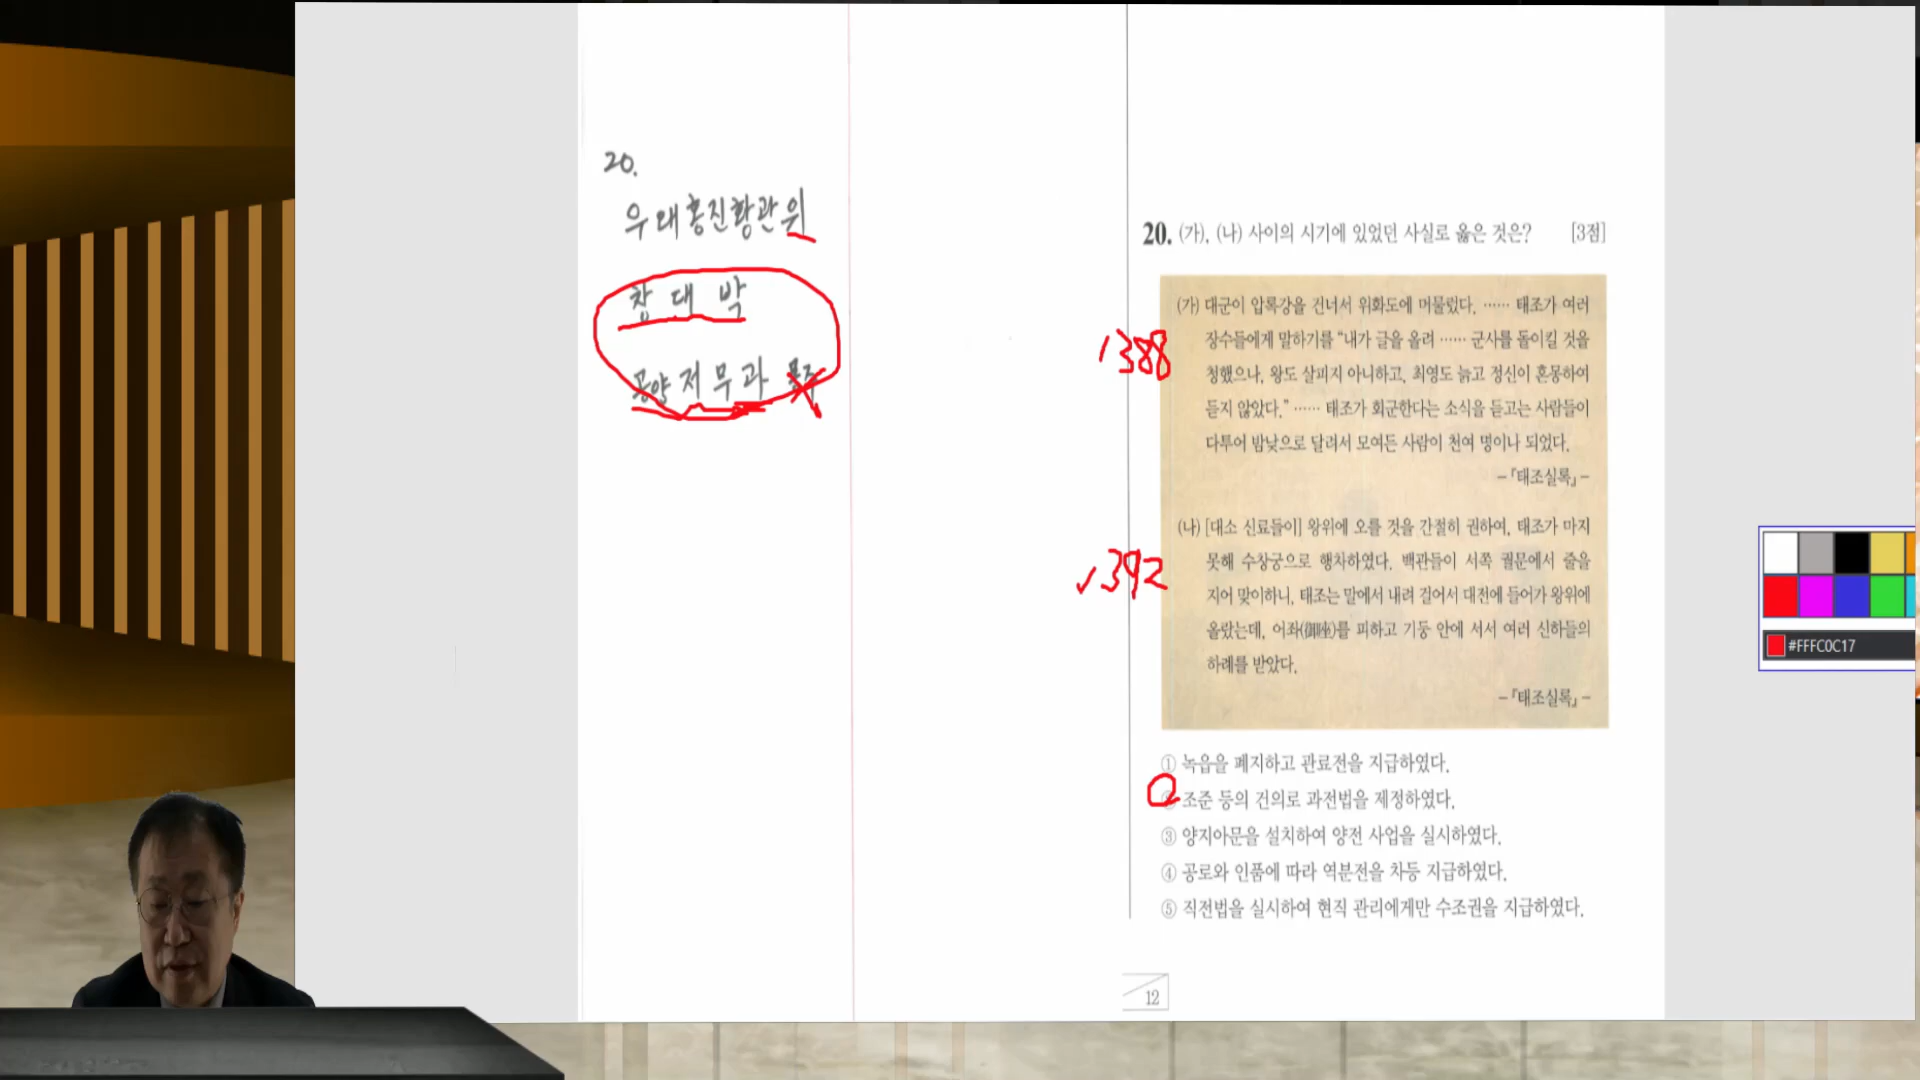 20.
우왜홍진황관위
창 대 박
공양 저 무 과 몽주
20. (가), (나) 사이의 시기에 있었던 사실로 옳은 것은? [3점]
(가) 대군이 압록강을 건너서 위화도에 머물렀다. …… 태조가 여러
장수들에게 말하기를 “내가 글을 올려 …… 군사를 돌이킬 것을
청했으나, 왕도 살피지 아니하고, 최영도 늙고 정신이 혼몽하여
듣지 않았다.” …… 태조가 회군한다는 소식을 듣고는 사람들이
다투어 밤낮으로 달려서 모여든 사람이 천여 명이나 되었다.
-『태조실록』-
1388
(나) [대소 신료들이] 왕위에 오를 것을 간절히 권하여, 태조가 마지
못해 수창궁으로 행차하였다. 백관들이 서쪽 궐문에서 줄을
지어 맞이하니, 태조는 말에서 내려 걸어서 대전에 들어가 왕위에
올랐는데, 어좌(御座)를 피하고 기둥 안에 서서 여러 신하들의
하례를 받았다.
-『태조실록』-
1392
① 녹읍을 폐지하고 관료전을 지급하였다.
② 조준 등의 건의로 과전법을 제정하였다.
③ 양지아문을 설치하여 양전 사업을 실시하였다.
④ 공로와 인품에 따라 역분전을 차등 지급하였다.
⑤ 직전법을 실시하여 현직 관리에게만 수조권을 지급하였다.
12
#FFFC0C17